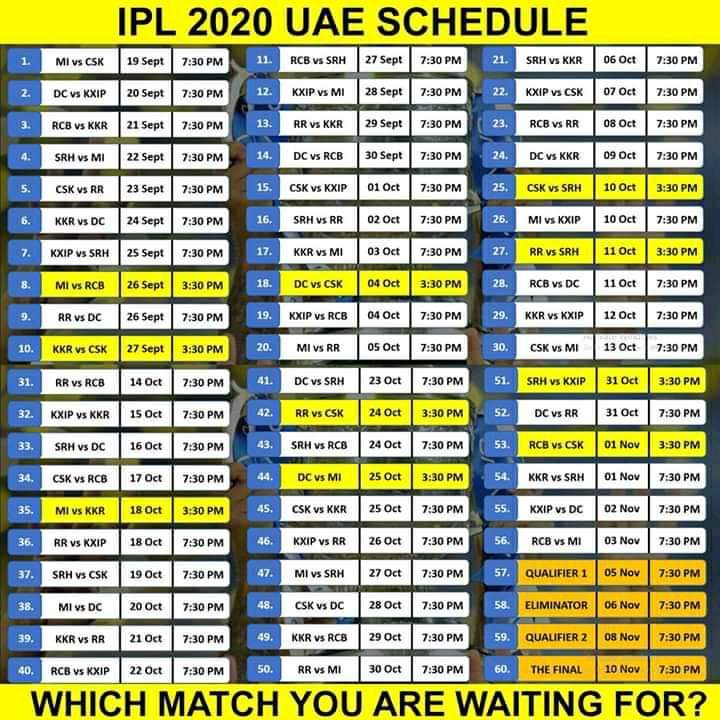 IPL 2020 UAE SCHEDULE
1. MI vs CSK 19 Sept 7:30 PM
2. DC vs KXIP 20 Sept 7:30 PM
3. RCB vs KKR 21 Sept 7:30 PM
4. SRH vs MI 22 Sept 7:30 PM
5. CSK vs RR 23 Sept 7:30 PM
6. KKR vs DC 24 Sept 7:30 PM
7. KXIP vs SRH 25 Sept 7:30 PM
8. MI vs RCB 26 Sept 3:30 PM
9. RR vs DC 26 Sept 7:30 PM
10. KKR vs CSK 27 Sept 3:30 PM
11. RCB vs SRH 27 Sept 7:30 PM
12. KXIP vs MI 28 Sept 7:30 PM
13. RR vs KKR 29 Sept 7:30 PM
14. DC vs RCB 30 Sept 7:30 PM
15. CSK vs KXIP 01 Oct 7:30 PM
16. SRH vs RR 02 Oct 7:30 PM
17. KKR vs MI 03 Oct 7:30 PM
18. DC vs CSK 04 Oct 3:30 PM
19. KXIP vs RCB 04 Oct 7:30 PM
20. MI vs RR 05 Oct 7:30 PM
21. SRH vs KKR 06 Oct 7:30 PM
22. KXIP vs CSK 07 Oct 7:30 PM
23. RCB vs RR 08 Oct 7:30 PM
24. DC vs KKR 09 Oct 7:30 PM
25. CSK vs SRH 10 Oct 3:30 PM
26. MI vs KXIP 10 Oct 7:30 PM
27. RR vs SRH 11 Oct 3:30 PM
28. RCB vs DC 11 Oct 7:30 PM
29. KKR vs KXIP 12 Oct 7:30 PM
30. CSK vs MI 13 Oct 7:30 PM
31. RR vs RCB 14 Oct 7:30 PM
32. KXIP vs KKR 15 Oct 7:30 PM
33. SRH vs DC 16 Oct 7:30 PM
34. CSK vs RCB 17 Oct 7:30 PM
35. MI vs KKR 18 Oct 3:30 PM
36. RR vs KXIP 18 Oct 7:30 PM
37. SRH vs CSK 19 Oct 7:30 PM
38. MI vs DC 20 Oct 7:30 PM
39. KKR vs RR 21 Oct 7:30 PM
40. RCB vs KXIP 22 Oct 7:30 PM
41. DC vs SRH 23 Oct 7:30 PM
42. RR vs CSK 24 Oct 3:30 PM
43. SRH vs RCB 24 Oct 7:30 PM
44. DC vs MI 25 Oct 3:30 PM
45. CSK vs KKR 25 Oct 7:30 PM
46. KXIP vs RR 26 Oct 7:30 PM
47. MI vs SRH 27 Oct 7:30 PM
48. CSK vs DC 28 Oct 7:30 PM
49. KKR vs RCB 29 Oct 7:30 PM
50. RR vs MI 30 Oct 7:30 PM
51. SRH vs KXIP 31 Oct 3:30 PM
52. DC vs RR 31 Oct 7:30 PM
53. RCB vs CSK 01 Nov 3:30 PM
54. KKR vs SRH 01 Nov 7:30 PM
55. KXIP vs DC 02 Nov 7:30 PM
56. RCB vs MI 03 Nov 7:30 PM
57. QUALIFIER 1 05 Nov 7:30 PM
58. ELIMINATOR 06 Nov 7:30 PM
59. QUALIFIER 2 08 Nov 7:30 PM
60. THE FINAL 10 Nov 7:30 PM
WHICH MATCH YOU ARE WAITING FOR?